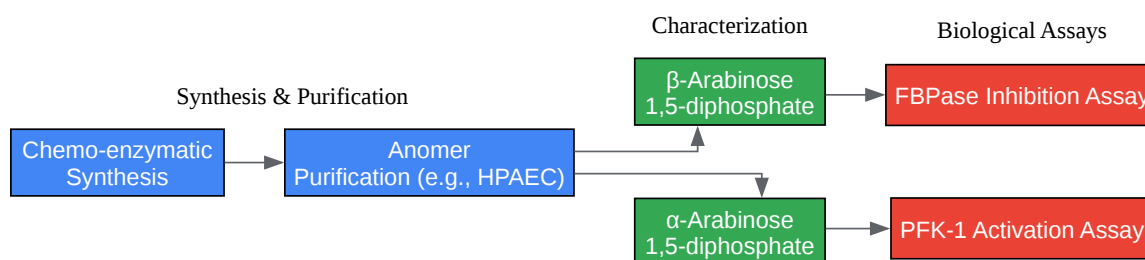 Synthesis & Purification
Chemo-enzymatic
Synthesis
Anomer
Purification (e.g., HPAEC)
Characterization
β-Arabinose
1,5-diphosphate
α-Arabinose
1,5-diphosphate
Biological Assays
FBPase Inhibition Assay
PFK-1 Activation Assay